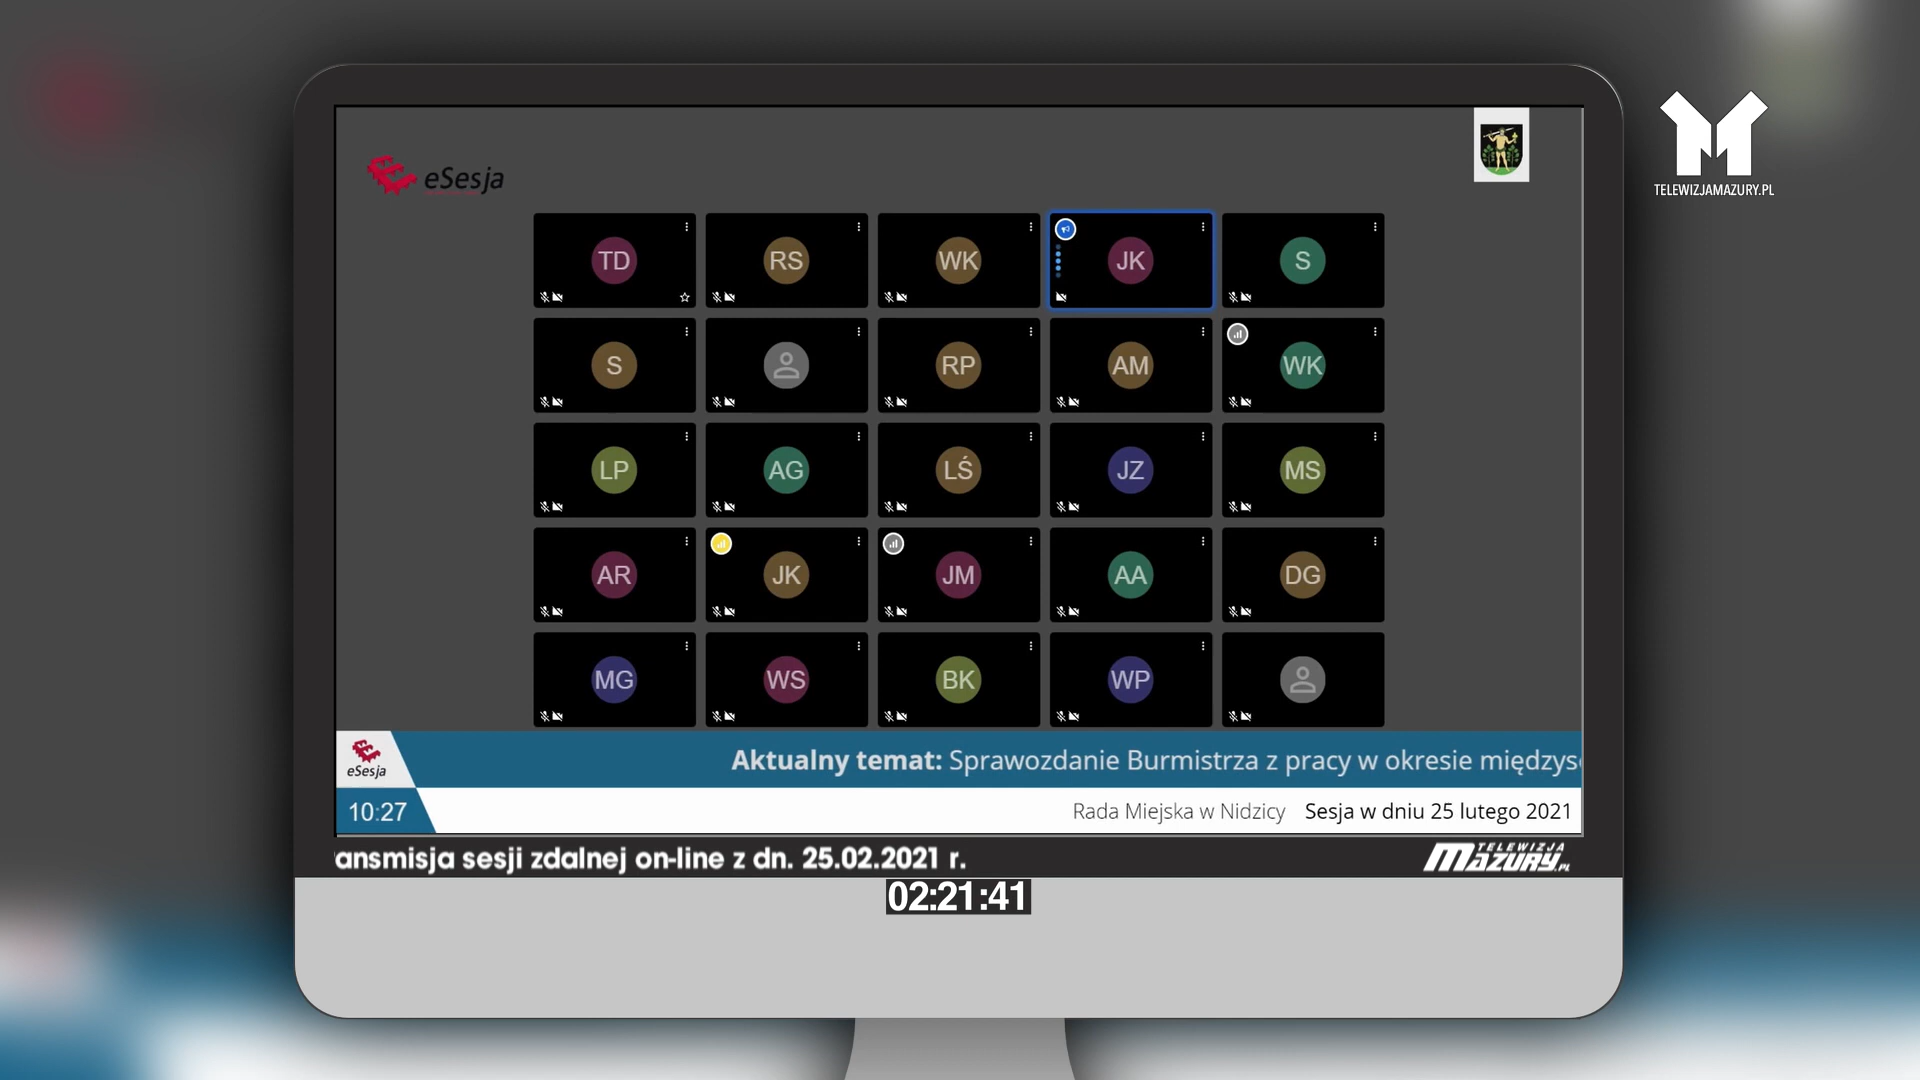 TELEWIZJAMAZURY.PL
eSesja
TD RS WK JK S
S RP AM WK
LP AG LŚ JZ MS
AR JK JM AA DG
MG WS BK WP
eSesja
Aktualny temat: Sprawozdanie Burmistrza z pracy w okresie międzys
10:27
Rada Miejska w Nidzicy Sesja w dniu 25 lutego 2021
ansmisja sesji zdalnej on-line z dn. 25.02.2021 r.
TELEWIZJA
MAZURY.PL
02:21:41